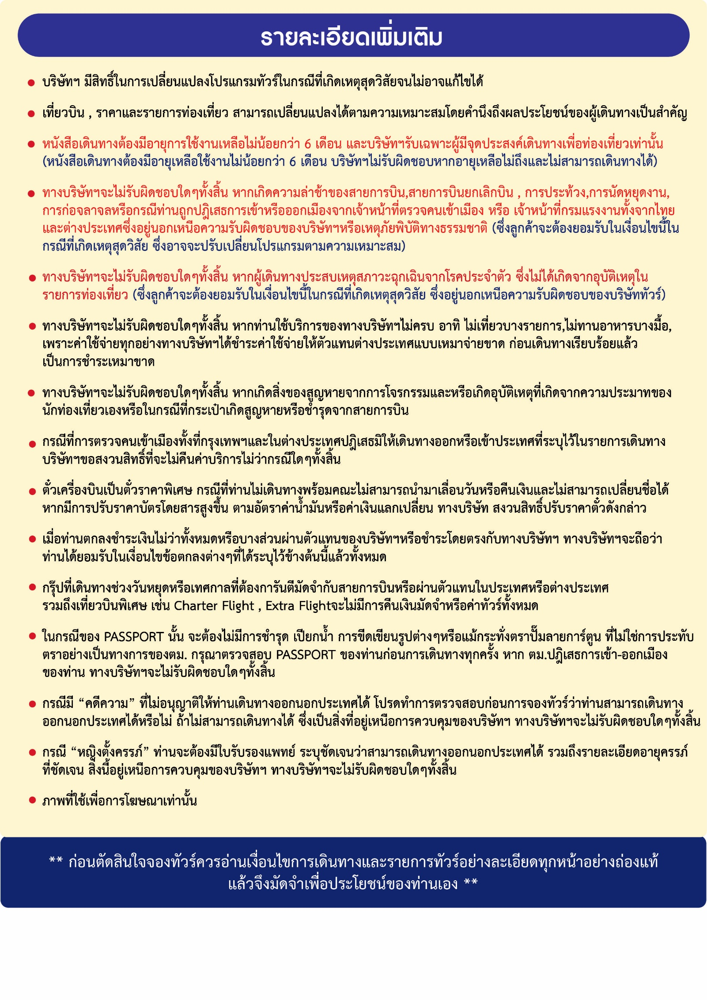 รายละเอียดเพิ่มเติม
• บริษัทฯ มีสิทธิ์ในการเปลี่ยนแปลงโปรแกรมทัวร์ในกรณีที่เกิดเหตุสุดวิสัยจนไม่อาจแก้ไขได้
• เที่ยวบิน , ราคาและรายการท่องเที่ยว สามารถเปลี่ยนแปลงได้ตามความเหมาะสมโดยคำนึงถึงผลประโยชน์ของผู้เดินทางเป็นสำคัญ
• หนังสือเดินทางต้องมีอายุการใช้งานเหลือไม่น้อยกว่า 6 เดือน และบริษัทฯรับเฉพาะผู้มีจุดประสงค์เดินทางเพื่อท่องเที่ยวเท่านั้น
(หนังสือเดินทางต้องมีอายุเหลือใช้งานไม่น้อยกว่า 6 เดือน บริษัทฯไม่รับผิดชอบหากอายุเหลือไม่ถึงและไม่สามารถเดินทางได้)
• ทางบริษัทฯจะไม่รับผิดชอบใดๆทั้งสิ้น หากเกิดความล่าช้าของสายการบิน,สายการบินยกเลิกบิน , การประท้วง,การนัดหยุดงาน,
การก่อจลาจลหรือกรณีท่านถูกปฎิเสธการเข้าหรือออกเมืองจากเจ้าหน้าที่ตรวจคนเข้าเมือง หรือ เจ้าหน้าที่กรมแรงงานทั้งจากไทย
และต่างประเทศซึ่งอยู่นอกเหนือความรับผิดชอบของบริษัทฯหรือเหตุภัยพิบัติทางธรรมชาติ (ซึ่งลูกค้าจะต้องยอมรับในเงื่อนไขนี้ใน
กรณีที่เกิดเหตุสุดวิสัย ซึ่งอาจจะปรับเปลี่ยนโปรแกรมตามความเหมาะสม)
• ทางบริษัทฯจะไม่รับผิดชอบใดๆทั้งสิ้น หากผู้เดินทางประสบเหตุสภาวะฉุกเฉินจากโรคประจำตัว ซึ่งไม่ได้เกิดจากอุบัติเหตุใน
รายการท่องเที่ยว (ซึ่งลูกค้าจะต้องยอมรับในเงื่อนไขนี้ในกรณีที่เกิดเหตุสุดวิสัย ซึ่งอยู่นอกเหนือความรับผิดชอบของบริษัททัวร์)
• ทางบริษัทฯจะไม่รับผิดชอบใดๆทั้งสิ้น หากท่านใช้บริการของทางบริษัทฯไม่ครบ อาทิ ไม่เที่ยวบางรายการ,ไม่ทานอาหารบางมื้อ,
เพราะค่าใช้จ่ายทุกอย่างทางบริษัทฯได้ชำระค่าใช้จ่ายให้ตัวแทนต่างประเทศแบบเหมาจ่ายขาด ก่อนเดินทางเรียบร้อยแล้ว
เป็นการชำระเหมาขาด
• ทางบริษัทฯจะไม่รับผิดชอบใดๆทั้งสิ้น หากเกิดสิ่งของสูญหายจากการโจรกรรมและหรือเกิดอุบัติเหตุที่เกิดจากความประมาทของ
นักท่องเที่ยวเองหรือในกรณีที่กระเป๋าเกิดสูญหายหรือชำรุดจากสายการบิน
• กรณีที่การตรวจคนเข้าเมืองทั้งที่กรุงเทพฯและในต่างประเทศปฎิเสธมิให้เดินทางออกหรือเข้าประเทศที่ระบุไว้ในรายการเดินทาง
บริษัทฯขอสงวนสิทธิ์ที่จะไม่คืนค่าบริการไม่ว่ากรณีใดๆทั้งสิ้น
• ตั๋วเครื่องบินเป็นตั๋วราคาพิเศษ กรณีที่ท่านไม่เดินทางพร้อมคณะไม่สามารถนำมาเลื่อนวันหรือคืนเงินและไม่สามารถเปลี่ยนชื่อได้
หากมีการปรับราคาบัตรโดยสารสูงขึ้น ตามอัตราค่าน้ำมันหรือค่าเงินแลกเปลี่ยน ทางบริษัท สงวนสิทธิ์ปรับราคาตั๋วดังกล่าว
• เมื่อท่านตกลงชำระเงินไม่ว่าทั้งหมดหรือบางส่วนผ่านตัวแทนของบริษัทฯหรือชำระโดยตรงกับทางบริษัทฯ ทางบริษัทฯจะถือว่า
ท่านได้ยอมรับในเงื่อนไขข้อตกลงต่างๆที่ได้ระบุไว้ข้างต้นนี้แล้วทั้งหมด
• กรุ๊ปที่เดินทางช่วงวันหยุดหรือเทศกาลที่ต้องการันตีมัดจำกับสายการบินหรือผ่านตัวแทนในประเทศหรือต่างประเทศ
รวมถึงเที่ยวบินพิเศษ เช่น Charter Flight , Extra Flightจะไม่มีการคืนเงินมัดจำหรือค่าทัวร์ทั้งหมด
• ในกรณีของ PASSPORT นั้น จะต้องไม่มีการชำรุด เปียกน้ำ การขีดเขียนรูปต่างๆหรือแม้กระทั่งตราปั๊มลายการ์ตูน ที่ไม่ใช่การประทับ
ตราอย่างเป็นทางการของตม. กรุณาตรวจสอบ PASSPORT ของท่านก่อนการเดินทางทุกครั้ง หาก ตม.ปฎิเสธการเข้า-ออกเมือง
ของท่าน ทางบริษัทฯจะไม่รับผิดชอบใดๆทั้งสิ้น
• กรณีมี “คดีความ” ที่ไม่อนุญาติให้ท่านเดินทางออกนอกประเทศได้ โปรดทำการตรวจสอบก่อนการจองทัวร์ว่าท่านสามารถเดินทาง
ออกนอกประเทศได้หรือไม่ ถ้าไม่สามารถเดินทางได้ ซึ่งเป็นสิ่งที่อยู่เหนือการควบคุมของบริษัทฯ ทางบริษัทฯจะไม่รับผิดชอบใดๆทั้งสิ้น
• กรณี “หญิงตั้งครรภ์” ท่านจะต้องมีใบรับรองแพทย์ ระบุชัดเจนว่าสามารถเดินทางออกนอกประเทศได้ รวมถึงรายละเอียดอายุครรภ์
ที่ชัดเจน สิ่งนี้อยู่เหนือการควบคุมของบริษัทฯ ทางบริษัทฯจะไม่รับผิดชอบใดๆทั้งสิ้น
• ภาพที่ใช้เพื่อการโฆษณาเท่านั้น
** ก่อนตัดสินใจจองทัวร์ควรอ่านเงื่อนไขการเดินทางและรายการทัวร์อย่างละเอียดทุกหน้าอย่างถ่องแท้
แล้วจึงมัดจำเพื่อประโยชน์ของท่านเอง **